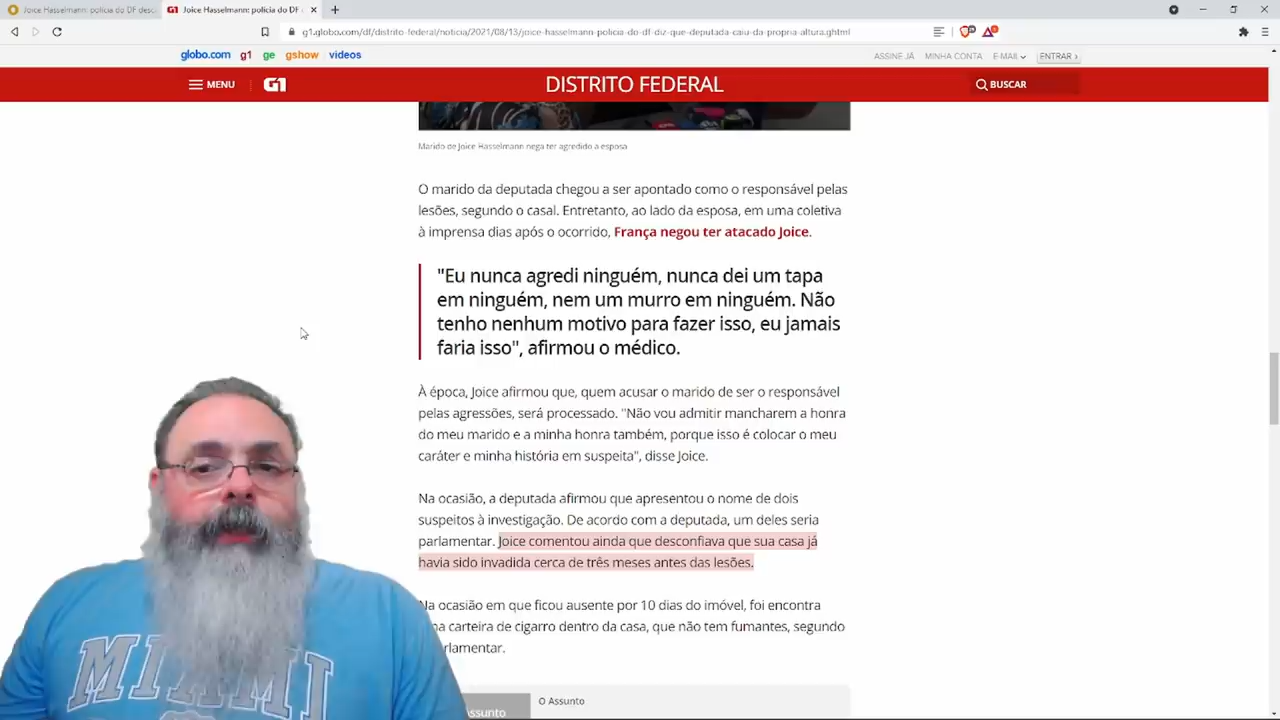 Joice Hasselmann: polícia do DF desc
Joice Hasselmann: polícia do DF
g1.globo.com/df/distrito-federal/noticia/2021/08/13/joice-hasselmann-policia-do-df-diz-que-deputada-caiu-da-propria-altura.ghtml
globo.com g1 ge gshow videos
ASSINE JÁ MINHA CONTA E-MAIL ENTRAR
MENU G1 DISTRITO FEDERAL BUSCAR
Marido de Joice Hasselmann nega ter agredido a esposa
O marido da deputada chegou a ser apontado como o responsável pelas
lesões, segundo o casal. Entretanto, ao lado da esposa, em uma coletiva
à imprensa dias após o ocorrido, França negou ter atacado Joice.
"Eu nunca agredi ninguém, nunca dei um tapa
em ninguém, nem um murro em ninguém. Não
tenho nenhum motivo para fazer isso, eu jamais
faria isso", afirmou o médico.
À época, Joice afirmou que, quem acusar o marido de ser o responsável
pelas agressões, será processado. "Não vou admitir mancharem a honra
do meu marido e a minha honra também, porque isso é colocar o meu
caráter e minha história em suspeita", disse Joice.
Na ocasião, a deputada afirmou que apresentou o nome de dois
suspeitos à investigação. De acordo com a deputada, um deles seria
parlamentar. Joice comentou ainda que desconfiava que sua casa já
havia sido invadida cerca de três meses antes das lesões.
Na ocasião em que ficou ausente por 10 dias do imóvel, foi encontra
carteira de cigarro dentro da casa, que não tem fumantes, segundo
rlamentar.
O Assunto
ssunto
MIAMI